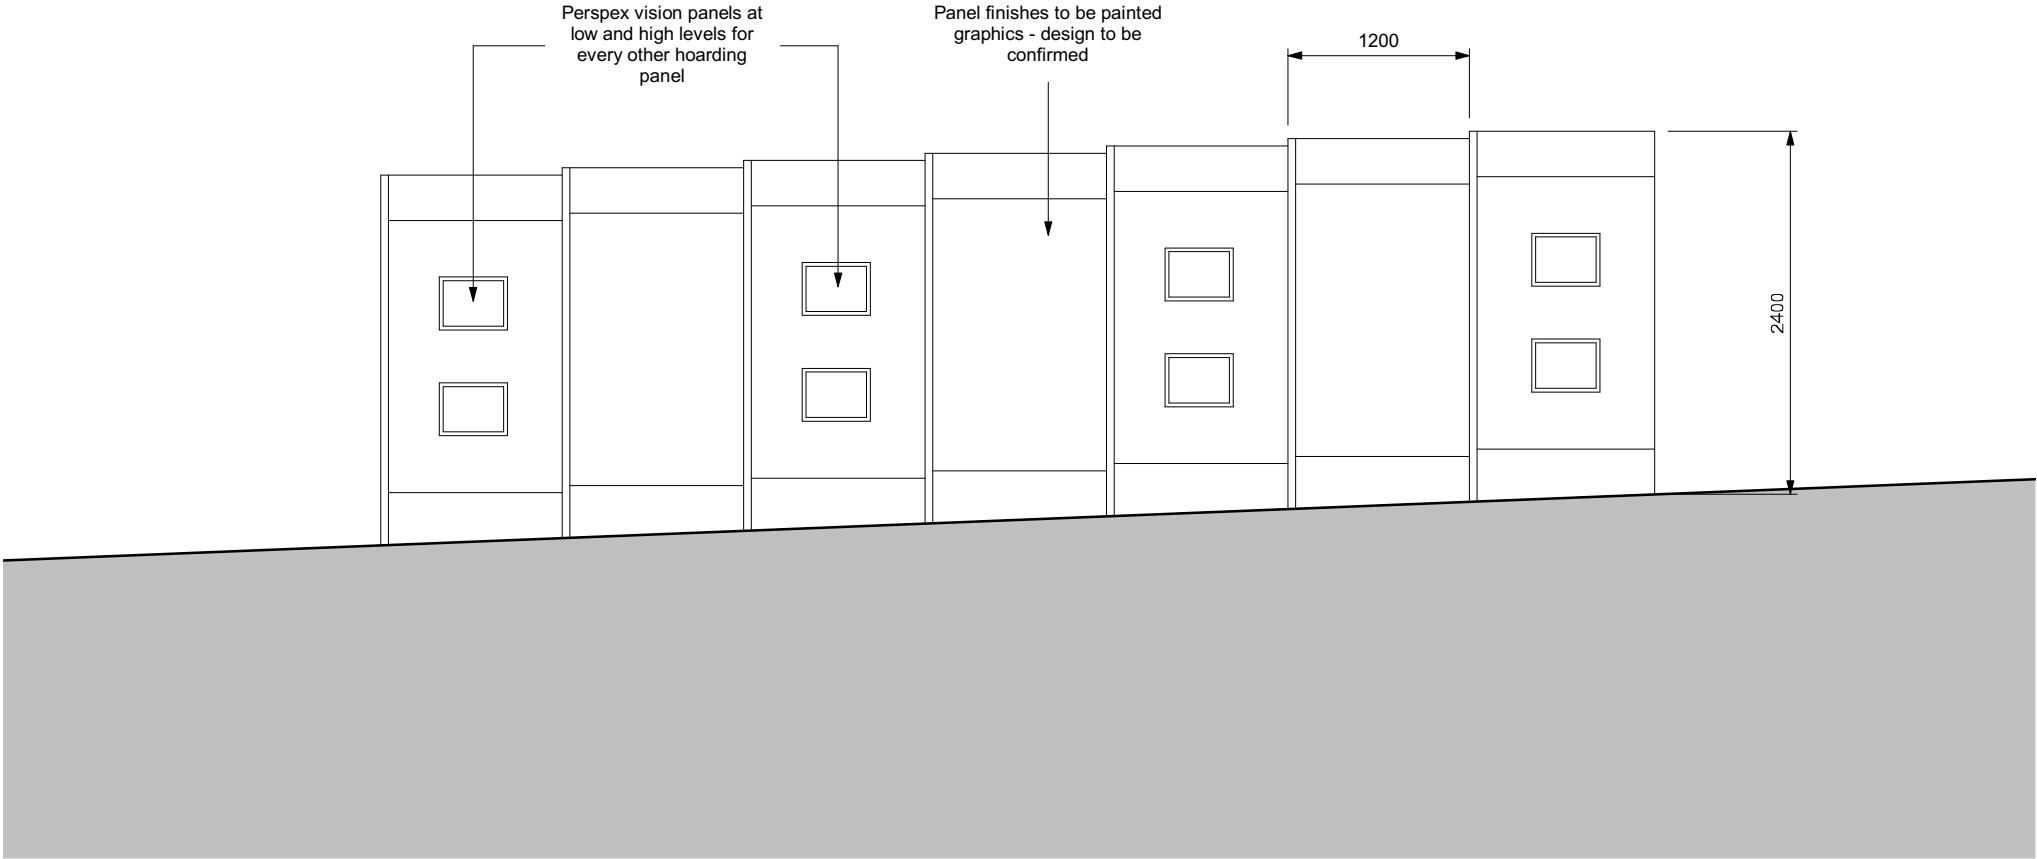 Perspex vision panels at
low and high levels for
every other hoarding
panel
Panel finishes to be painted
graphics - design to be
confirmed
1200
2400